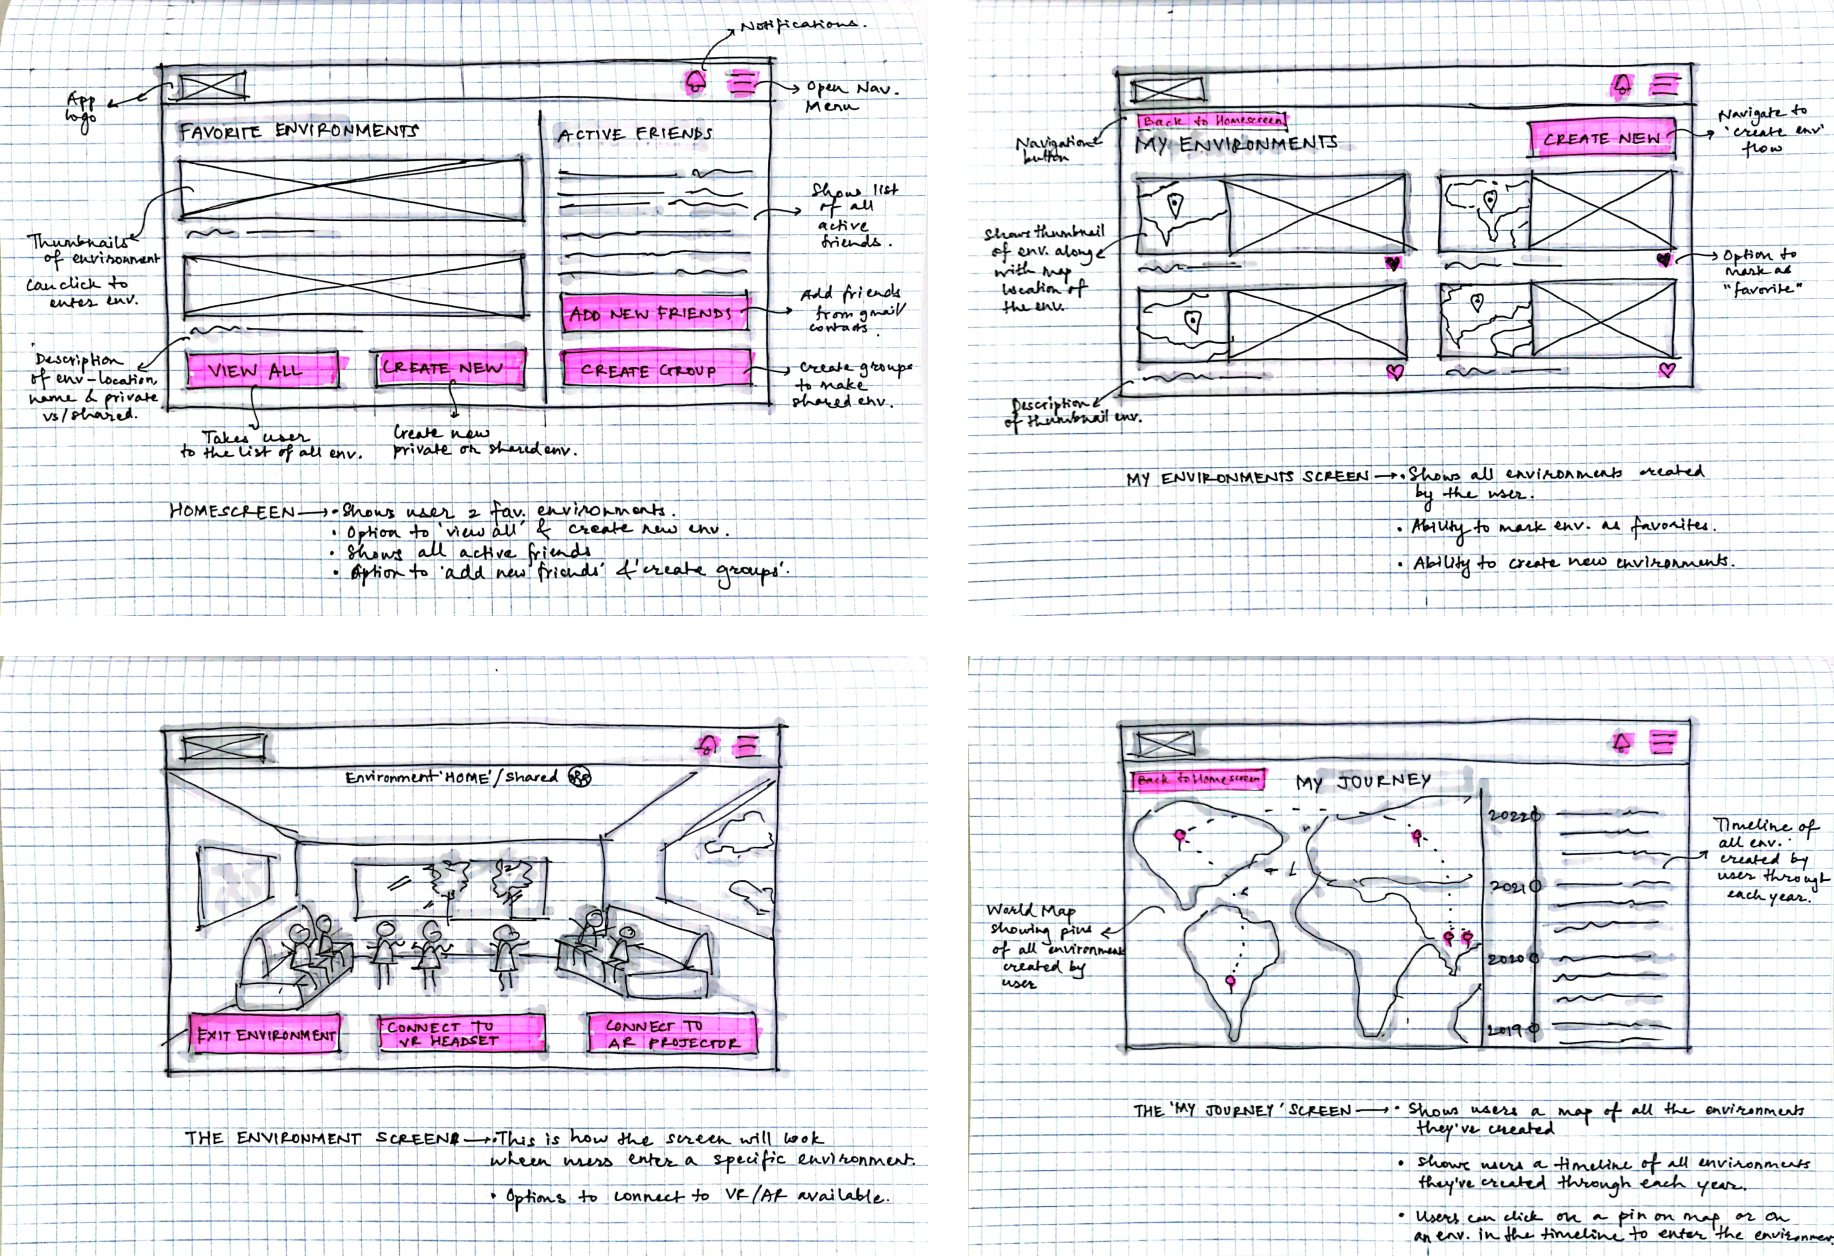 Notifications.
App
logo
Open Nav.
Menu
FAVORITE ENVIRONMENTS
ACTIVE FRIENDS
Shows list
of all
active
friends.
Thumbnails
of environment
Can click to
enter env.
ADD NEW FRIENDS
Add friends
from gmail/
contacts.
Description
of env-location,
name & private
vs/shared.
VIEW ALL
CREATE NEW
CREATE GROUP
Create groups
to make
shared env.
Takes user
to the list of all env.
Create new
private or shared env.
HOMESCREEN → • Shows user 2 fav. environments.
• Option to 'view all' & create new env.
• Shows all active friends
• Option to 'add new friends' & 'create groups'.
Navigation
button
Back to Homescreen
MY ENVIRONMENTS
CREATE NEW
Navigate to
'create env'
flow
Shows thumbnail
of env. along
with map
location of
the env.
Option to
mark as
"favorite"
Description
of thumbnail env.
MY ENVIRONMENTS SCREEN → • Shows all environments created
by the user.
• Ability to mark env. as favorites.
• Ability to create new environments.
Environment 'HOME' / Shared
EXIT ENVIRONMENT
CONNECT TO
VR HEADSET
CONNECT TO
AR PROJECTOR
THE ENVIRONMENT SCREEN → • This is how the screen will look
wheen users enter a specific environment.
• Options to connect to VR/AR available.
Back to Homescreen
MY JOURNEY
2022
2021
2020
2019
Timeline of
all env.
created by
user through
each year.
World Map
showing pins
of all environment
created by
user
THE 'MY JOURNEY' SCREEN → • Shows users a map of all the environments
they've created
• Shows users a timeline of all environments
they've created through each year.
• Users can click on a pin on map or on
an env. in the timeline to enter the environmen